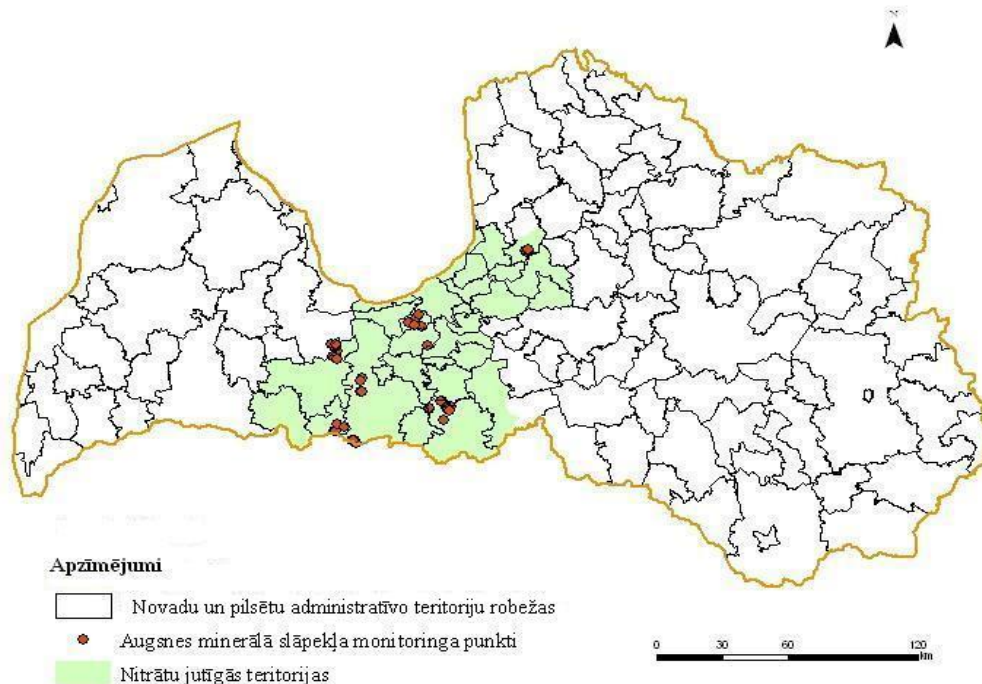 N
Apzīmējumi
Novadu un pilsētu administratīvo teritoriju robežas
Augsnes minerālā slāpekļa monitoringa punkti
Nitrātu jutīgās teritorijas
0 30 60 120
km